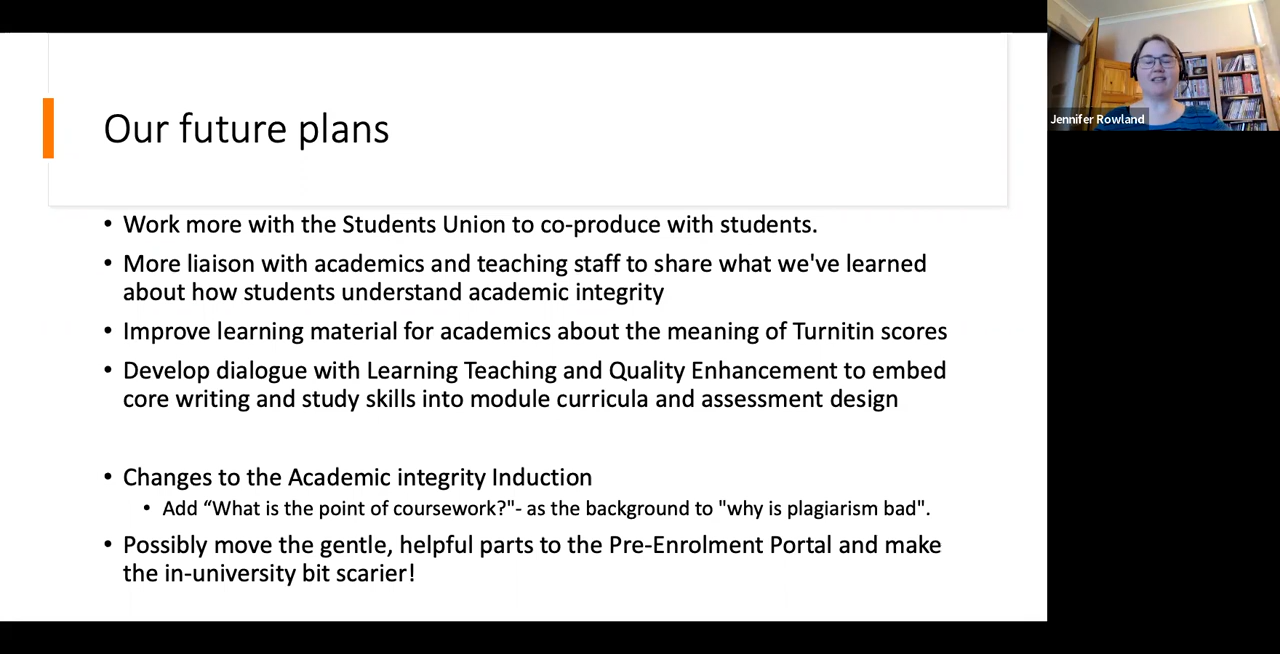 Our future plans
Jennifer Rowland
• Work more with the Students Union to co-produce with students.
• More liaison with academics and teaching staff to share what we've learned
about how students understand academic integrity
• Improve learning material for academics about the meaning of Turnitin scores
• Develop dialogue with Learning Teaching and Quality Enhancement to embed
core writing and study skills into module curricula and assessment design
• Changes to the Academic integrity Induction
• Add “What is the point of coursework?"- as the background to "why is plagiarism bad".
• Possibly move the gentle, helpful parts to the Pre-Enrolment Portal and make
the in-university bit scarier!